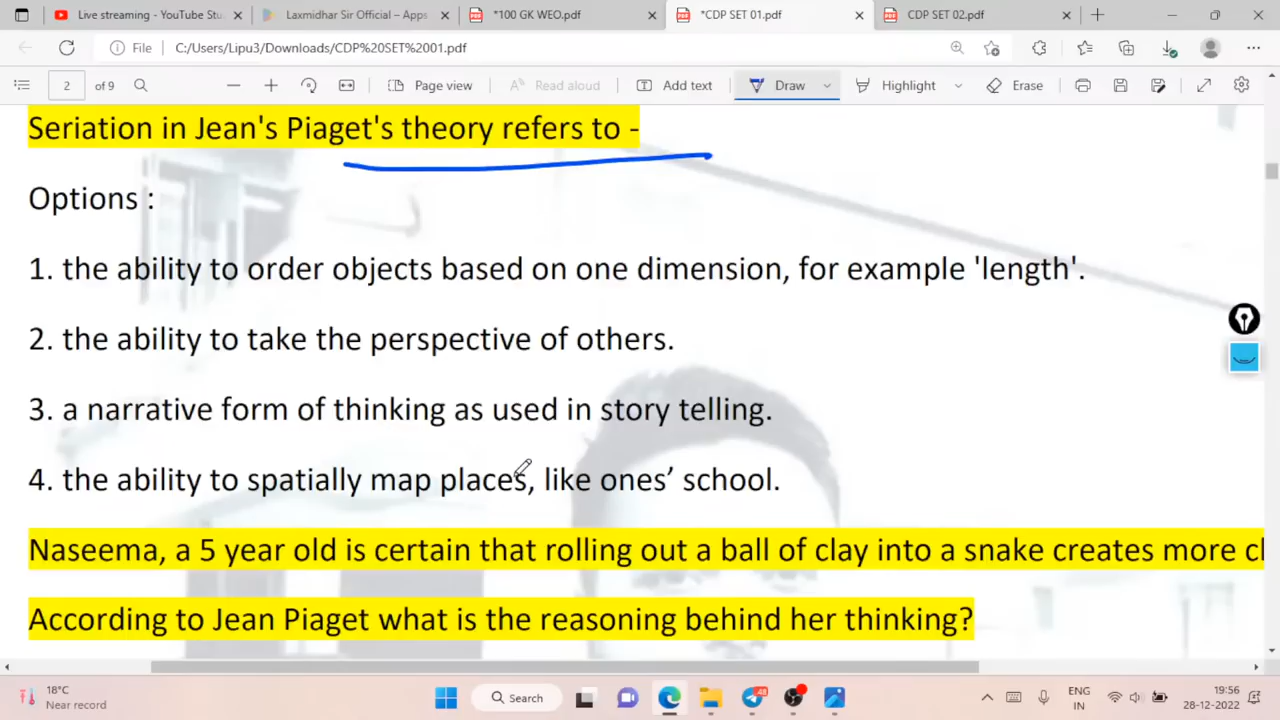 Live streaming - YouTube Stu
Laxmidhar Sir Official – Apps
*100 GK WEO.pdf
*CDP SET 01.pdf
CDP SET 02.pdf
File
C:/Users/Lipu3/Downloads/CDP%20SET%2001.pdf
2 of 9
Page view
Read aloud
Add text
Draw
Highlight
Erase
Seriation in Jean's Piaget's theory refers to -
Options :
1. the ability to order objects based on one dimension, for example 'length'.
2. the ability to take the perspective of others.
3. a narrative form of thinking as used in story telling.
4. the ability to spatially map places, like ones’ school.
Naseema, a 5 year old is certain that rolling out a ball of clay into a snake creates more cl
According to Jean Piaget what is the reasoning behind her thinking?
18°C
Near record
Search
48
ENG
IN
19:56
28-12-2022